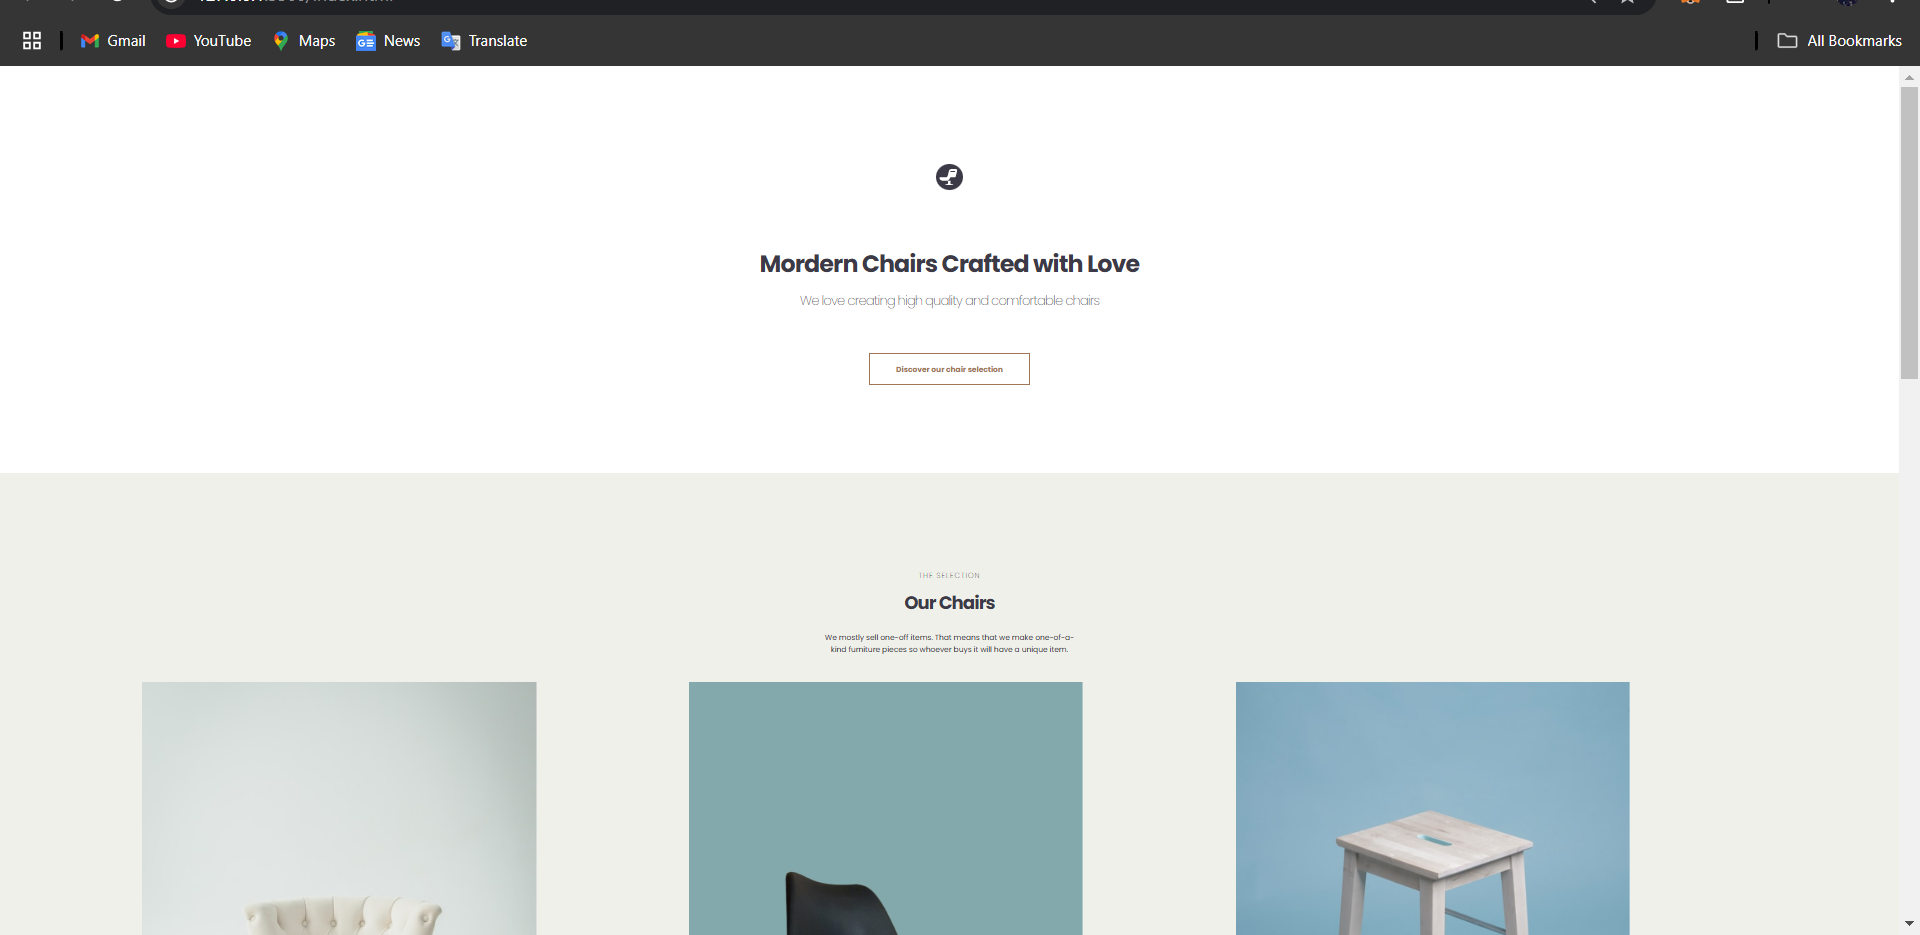 Gmail
YouTube
Maps
News
Translate
All Bookmarks
Mordern Chairs Crafted with Love
We love creating high quality and comfortable chairs
Discover our chair selection
THE SELECTION
Our Chairs
We mostly sell one-off items. That means that we make one-of-a-
kind furniture pieces so whoever buys it will have a unique item.